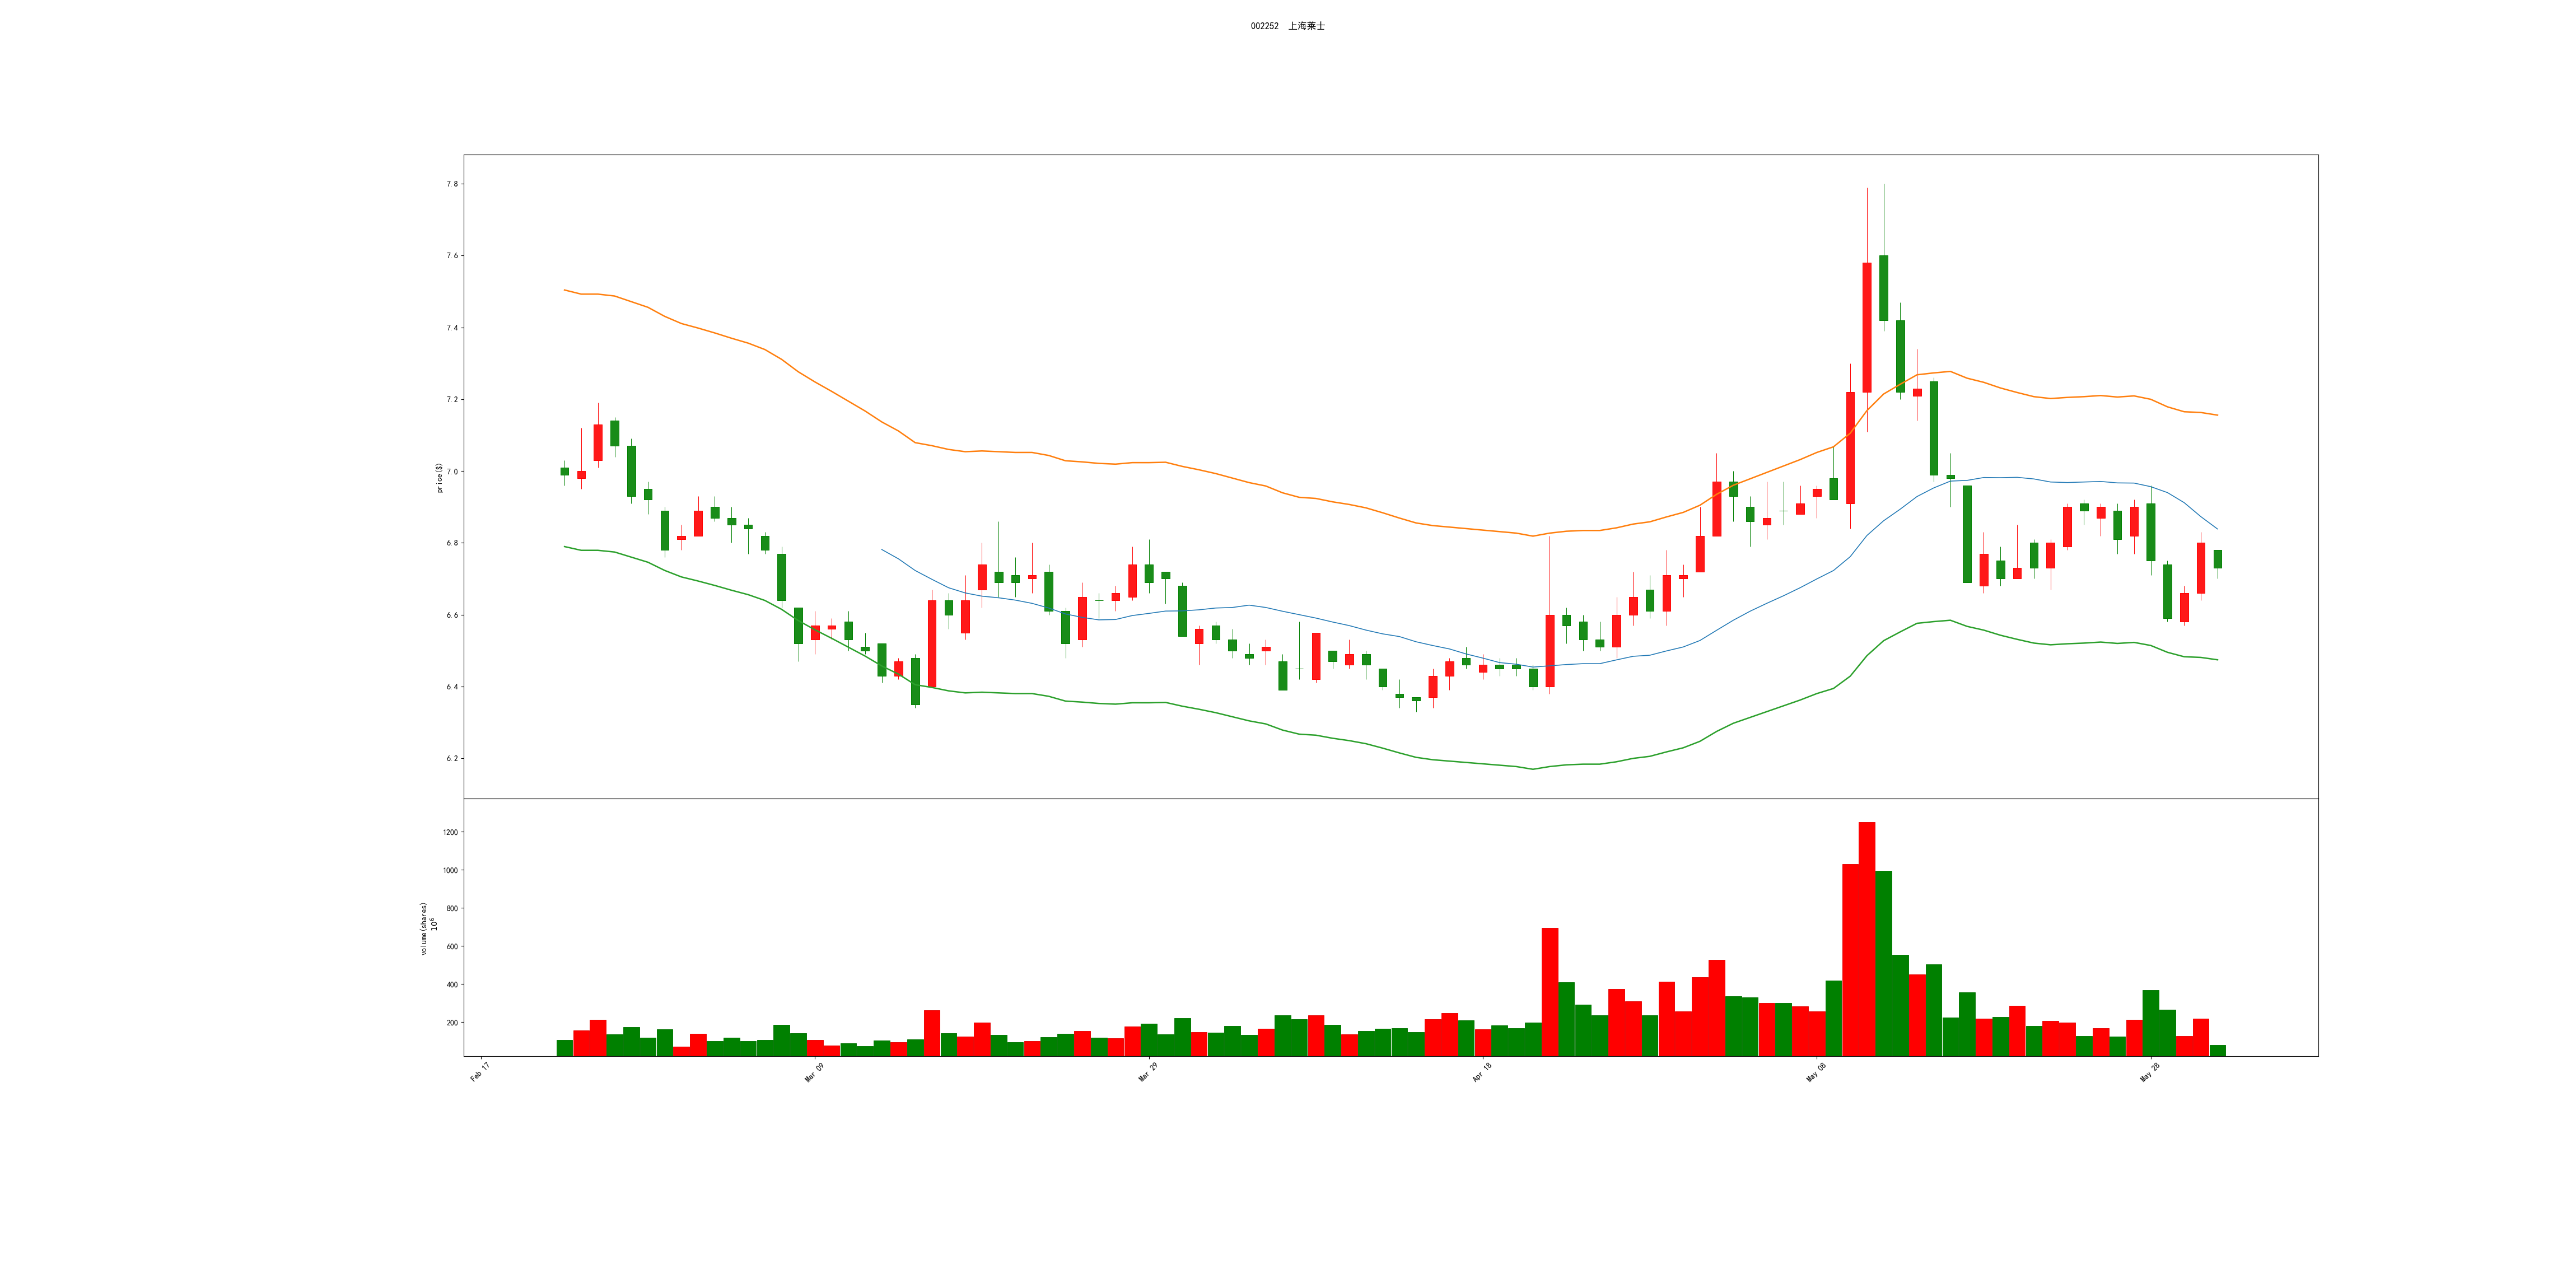 002252 上海莱士
price($)
7.8
7.6
7.4
7.2
7.0
6.8
6.6
6.4
6.2
volume(shares)
10^6
1200
1000
800
600
400
200
Feb 17
Mar 09
Mar 29
Apr 18
May 08
May 28